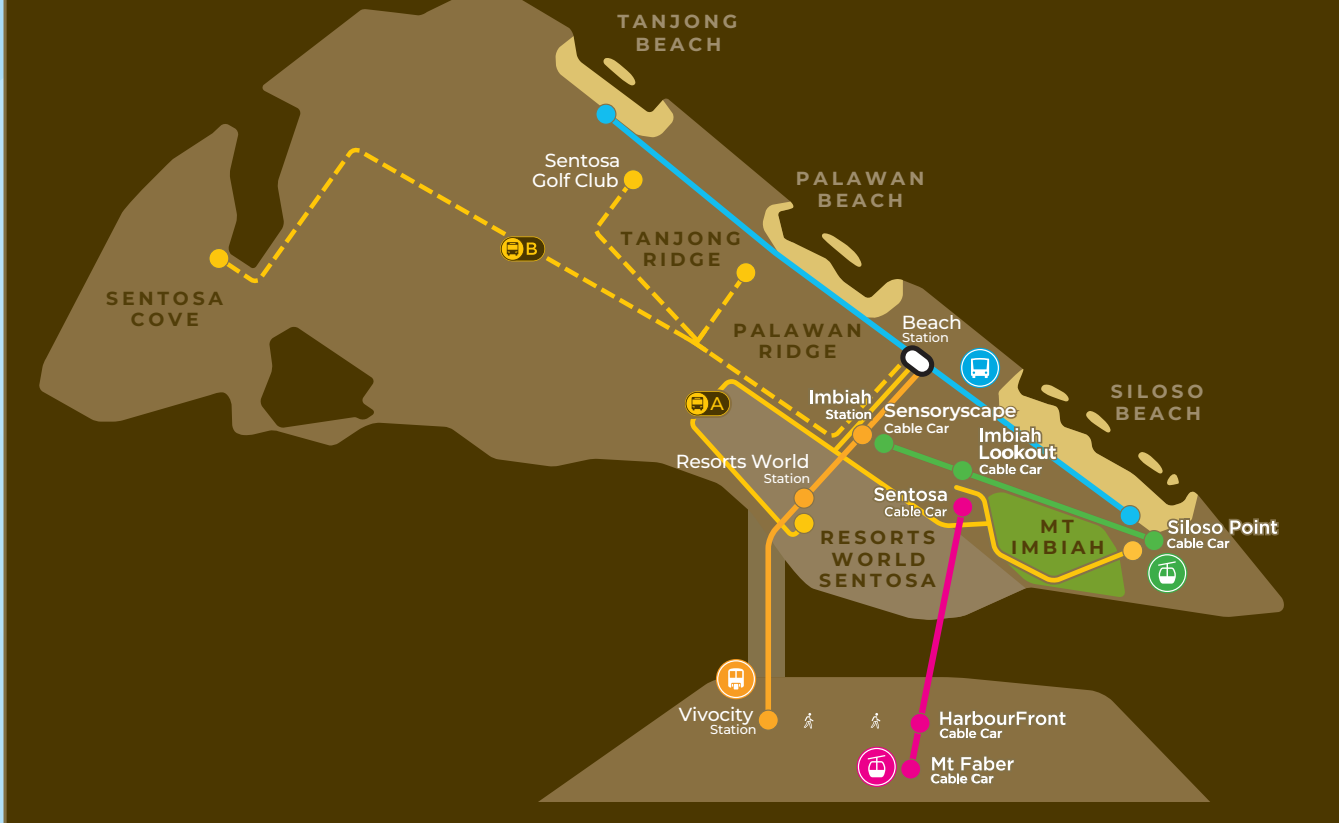 TANJONG
BEACH
Sentosa
Golf Club
PALAWAN
BEACH
TANJONG
RIDGE
B
SENTOSA
COVE
PALAWAN
RIDGE
Beach
Station
SILOSO
BEACH
A
Imbiah
Station
Sensoryscape
Cable Car
Imbiah
Lookout
Cable Car
Resorts World
Station
Sentosa
Cable Car
MT
IMBIAH
Siloso Point
Cable Car
RESORTS
WORLD
SENTOSA
Vivocity
Station
HarbourFront
Cable Car
Mt Faber
Cable Car